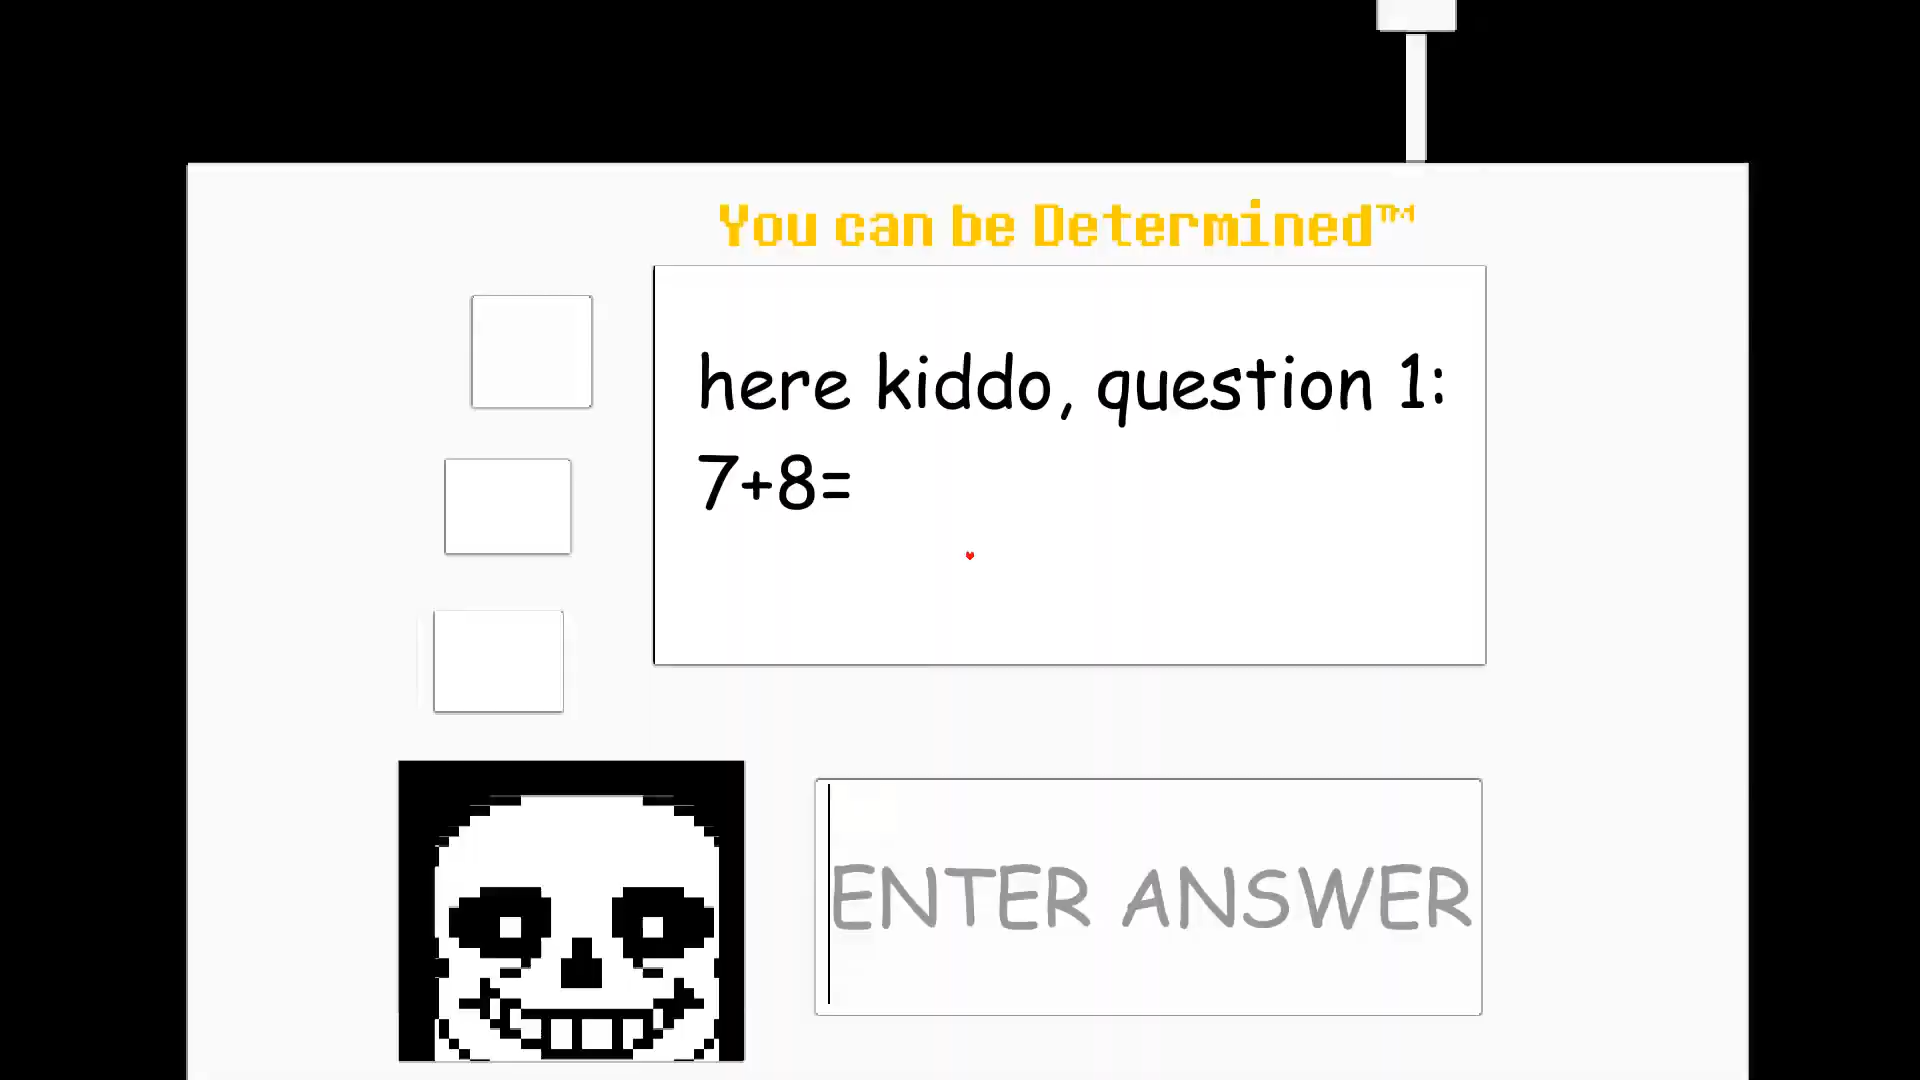 You can be Determined™
here kiddo, question 1:
7+8=
ENTER ANSWER